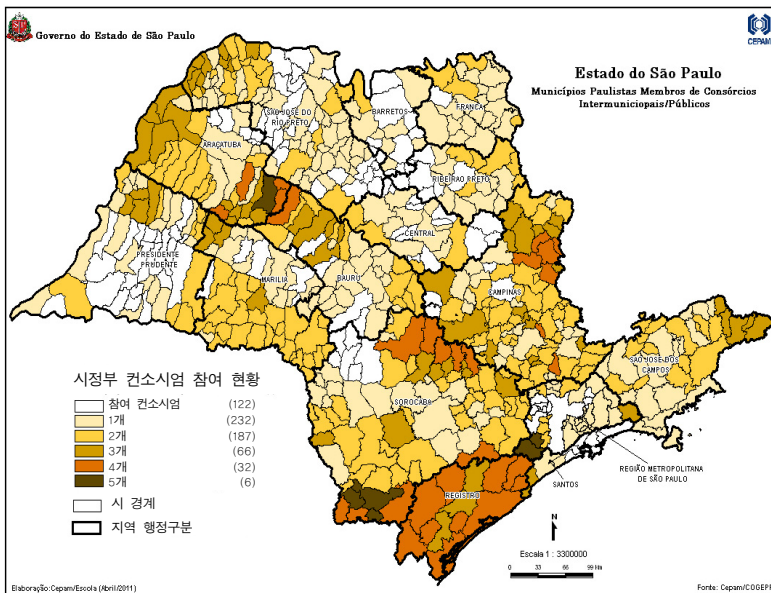 Governo do Estado de São Paulo
CEPAM
Estado do São Paulo
Municípios Paulistas Membros de Consórcios
Intermunicipais/Públicos
SÃO JOSÉ DO
RIO PRETO
BARRETOS
FRANCA
ARAÇATUBA
RIBEIRAO PRETO
CENTRAL
PRESIDENTE
PRUDENTE
MARILIA
BAURU
CAMPINAS
SAO JOSE DOS
CAMPOS
SOROCABA
REGIÃO METROPOLITANA
DE SÃO PAULO
SANTOS
REGISTRO
시정부 컨소시엄 참여 현황
참여 컨소시엄 (122)
1개 (232)
2개 (187)
3개 (66)
4개 (32)
5개 (6)
시 경계
지역 행정구분
N
Escala 1 : 3300000
0 33 66 99 Km
Elaboração:Cepam/Escola (Abril/2011)
Fonte: Cepam/COGEPP